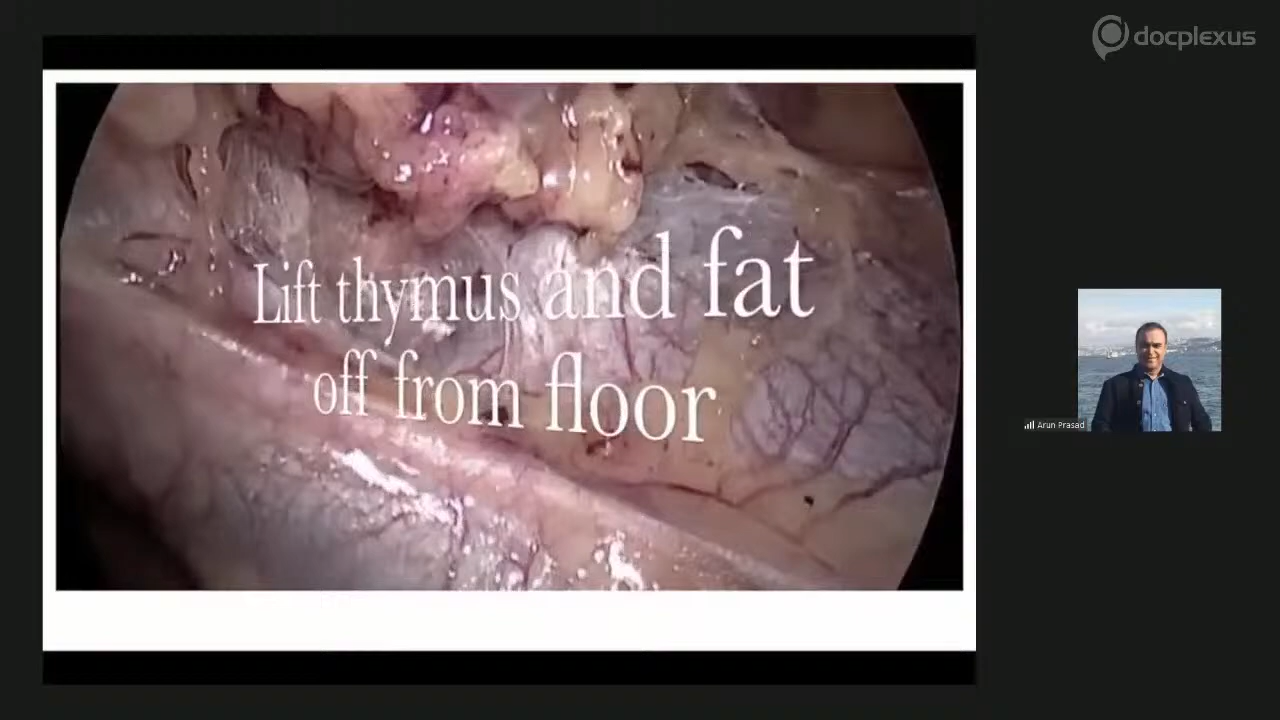 docplexus
Lift thymus and fat
off from floor
Arun Prasad